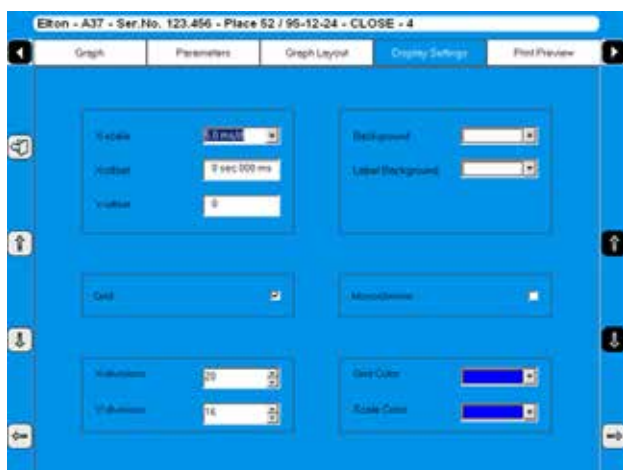 Elton - A37 - Ser.No. 123.456 - Place 52 / 95-12-24 - CLOSE - 4
Graph Parameters Graph Layout Display Settings Print Preview
X-scale
X-offset 0 sec 000 ms
Y-offset 0
Background
Label Background
Grid
Monochrome
X-divisions 20
Y-divisions 16
Grid Color
Scale Color